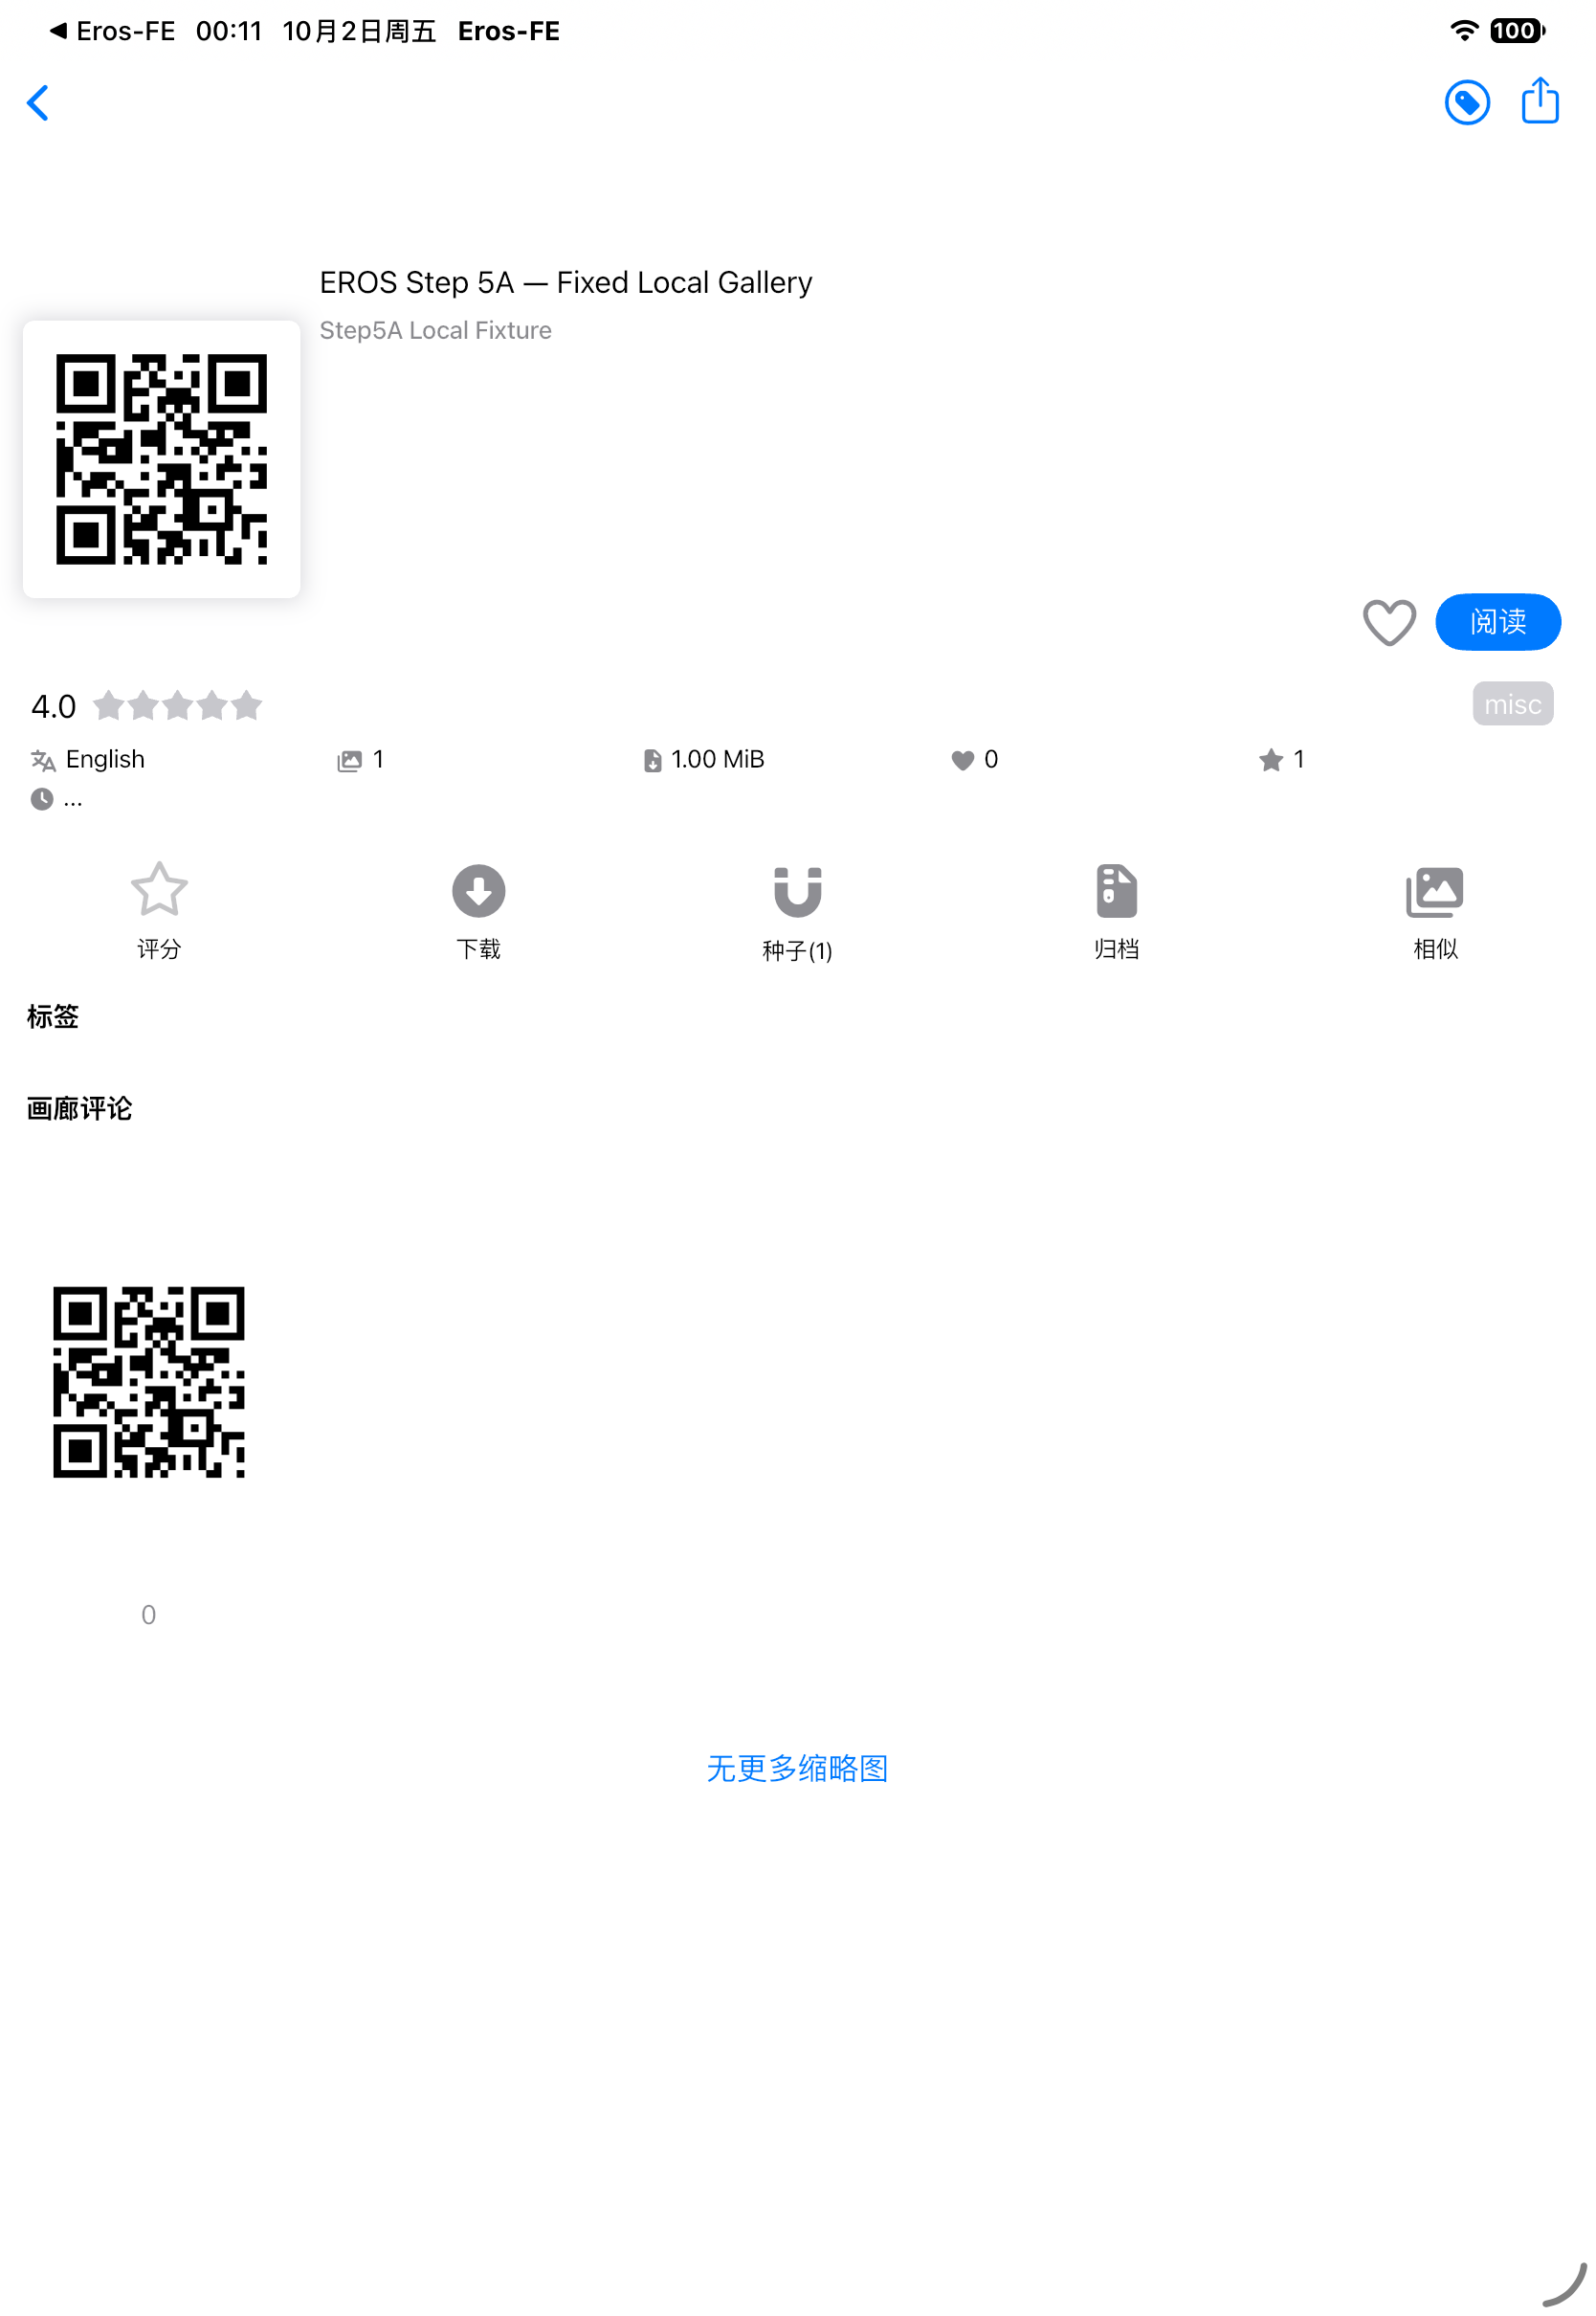 Eros-FE 00:11 10月2日周五 Eros-FE 100
EROS Step 5A — Fixed Local Gallery
Step5A Local Fixture
阅读
4.0 misc
English 1 1.00 MiB 0 1
...
评分 下载 种子(1) 归档 相似
标签
画廊评论
0
无更多缩略图